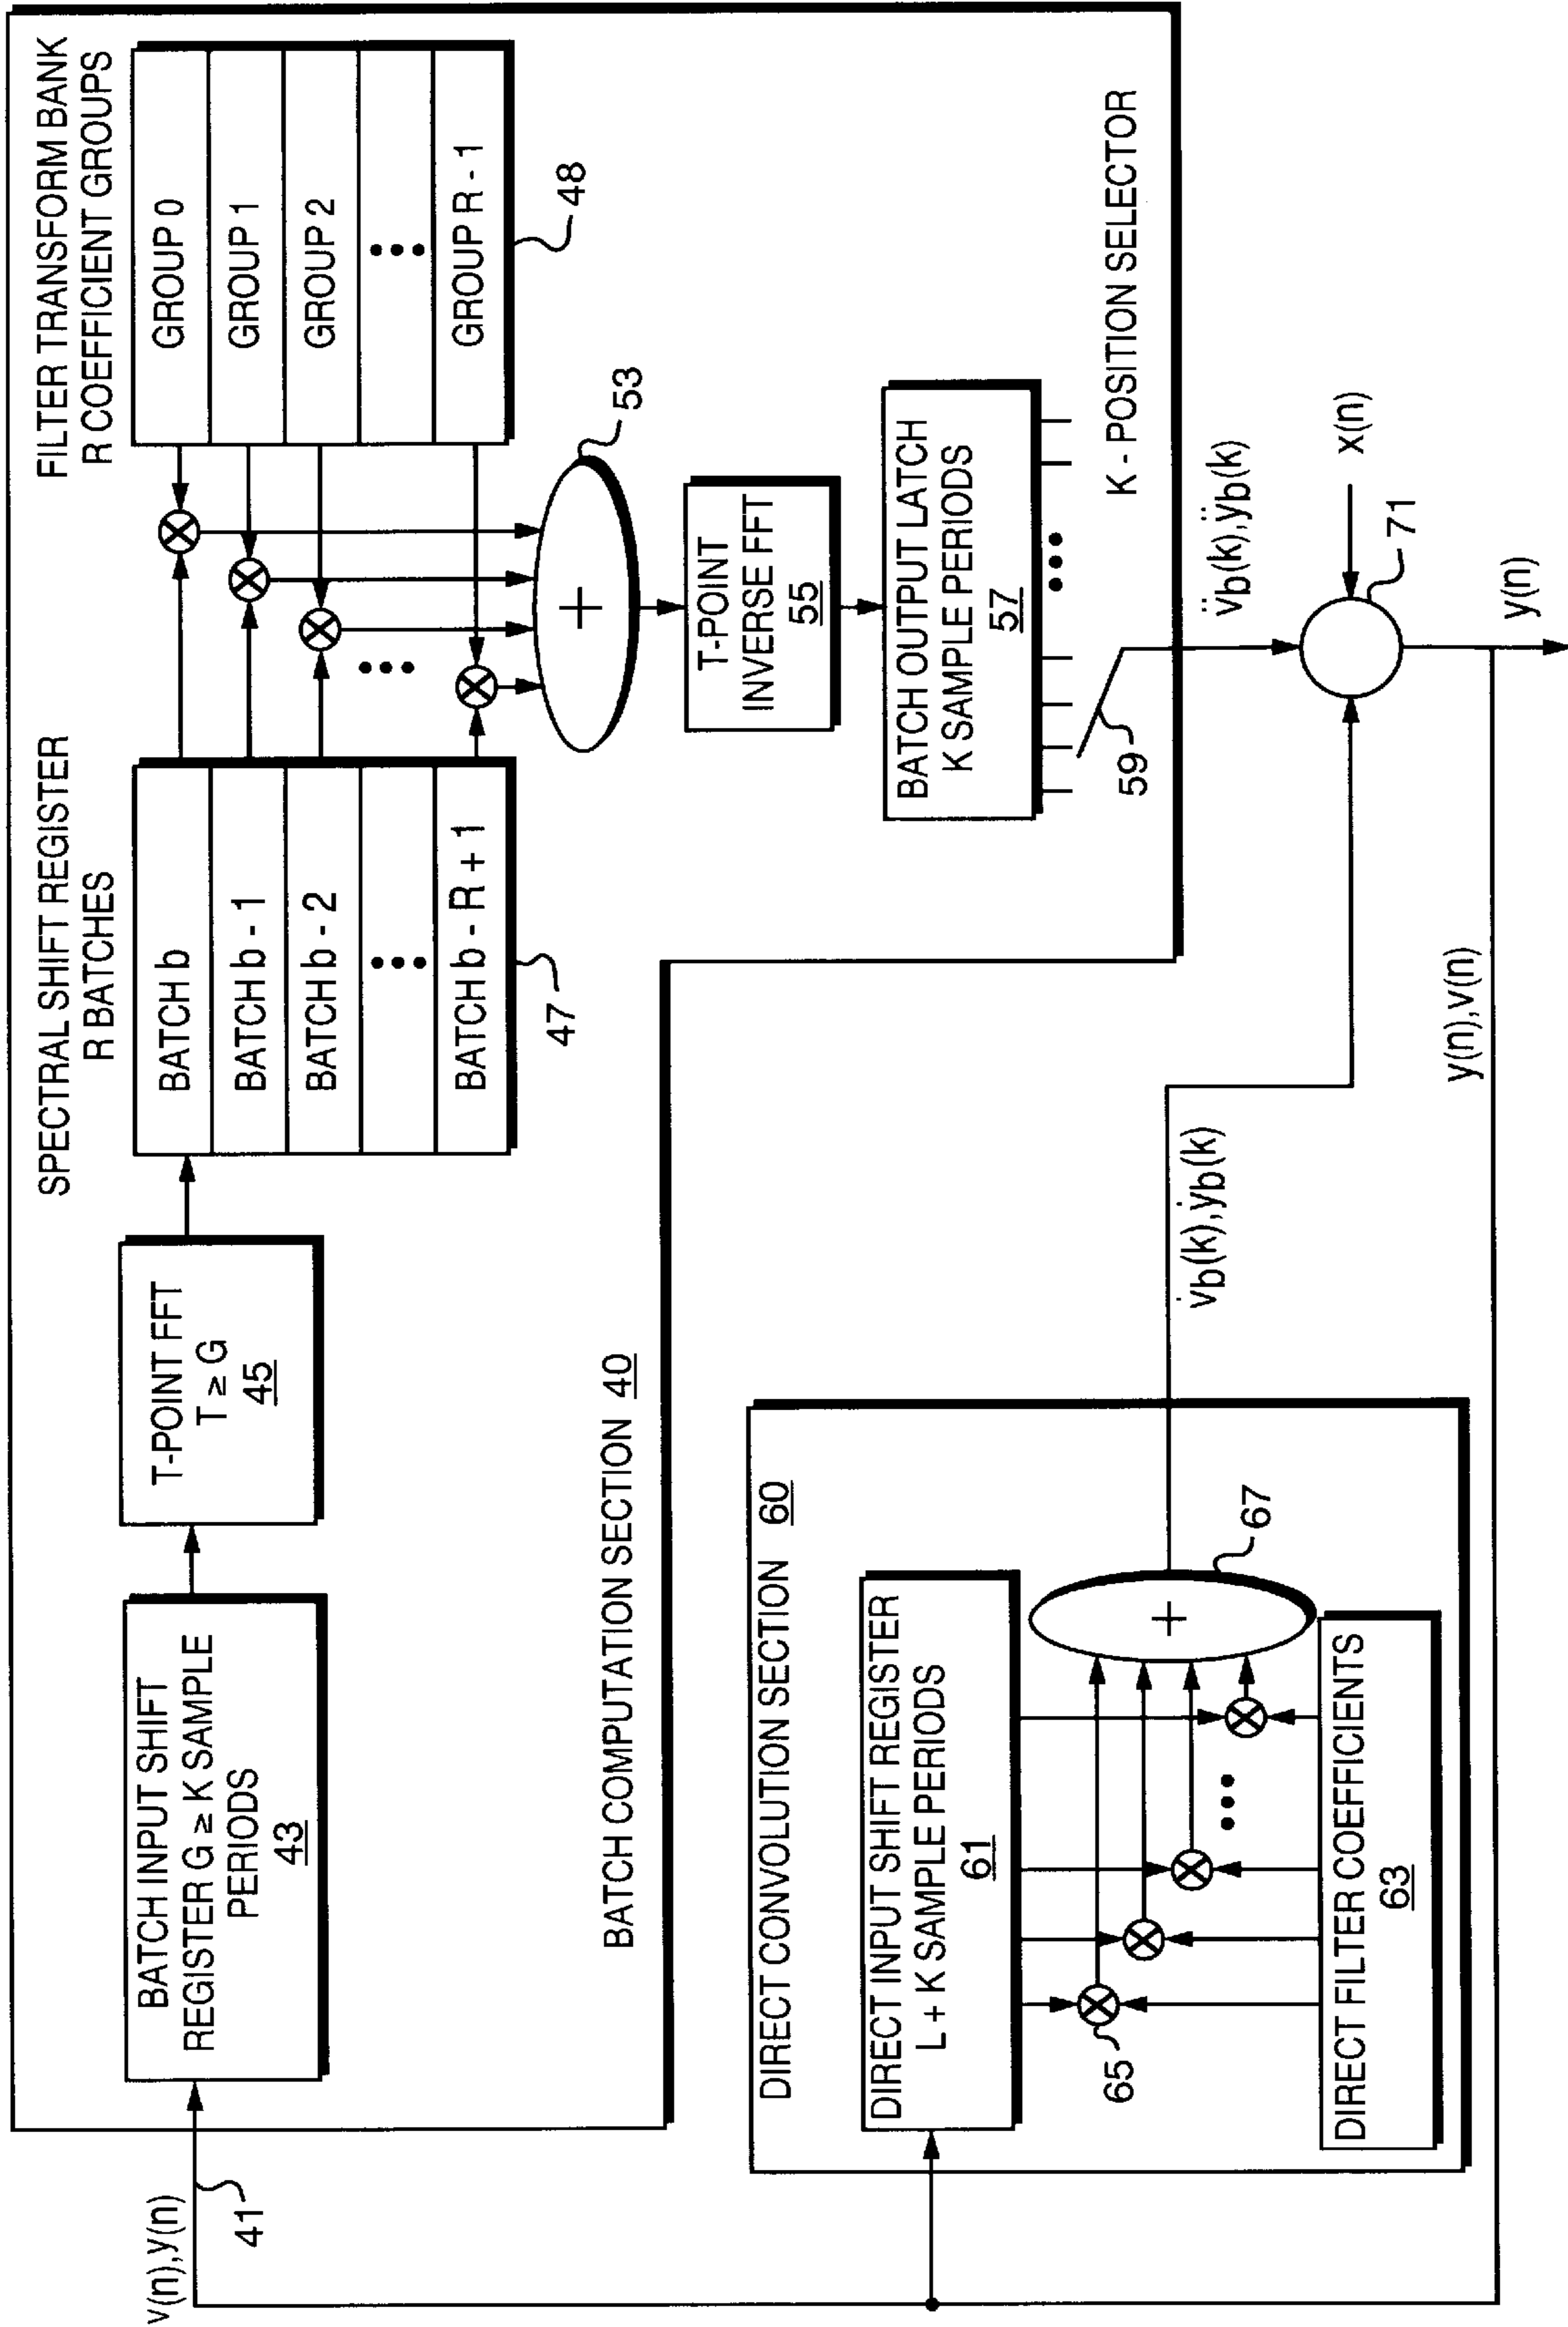 v(n),y(n)
41
BATCH INPUT SHIFT
REGISTER G ≥ K SAMPLE
PERIODS
43
T-POINT FFT
T ≥ G
45
SPECTRAL SHIFT REGISTER
R BATCHES
BATCH b
BATCH b - 1
BATCH b - 2
•••
BATCH b - R + 1
47
FILTER TRANSFORM BANK
R COEFFICIENT GROUPS
GROUP 0
GROUP 1
GROUP 2
•••
GROUP R - 1
48
•••
+
53
T-POINT
INVERSE FFT
55
BATCH OUTPUT LATCH
K SAMPLE PERIODS
57
•••
59
K - POSITION SELECTOR
BATCH COMPUTATION SECTION 40
DIRECT CONVOLUTION SECTION 60
DIRECT INPUT SHIFT REGISTER
L + K SAMPLE PERIODS
61
65
•••
+
67
DIRECT FILTER COEFFICIENTS
63
v̇b(k),ẏb(k)
v̈b(k),ÿb(k)
x(n)
71
y(n),v(n)
y(n)